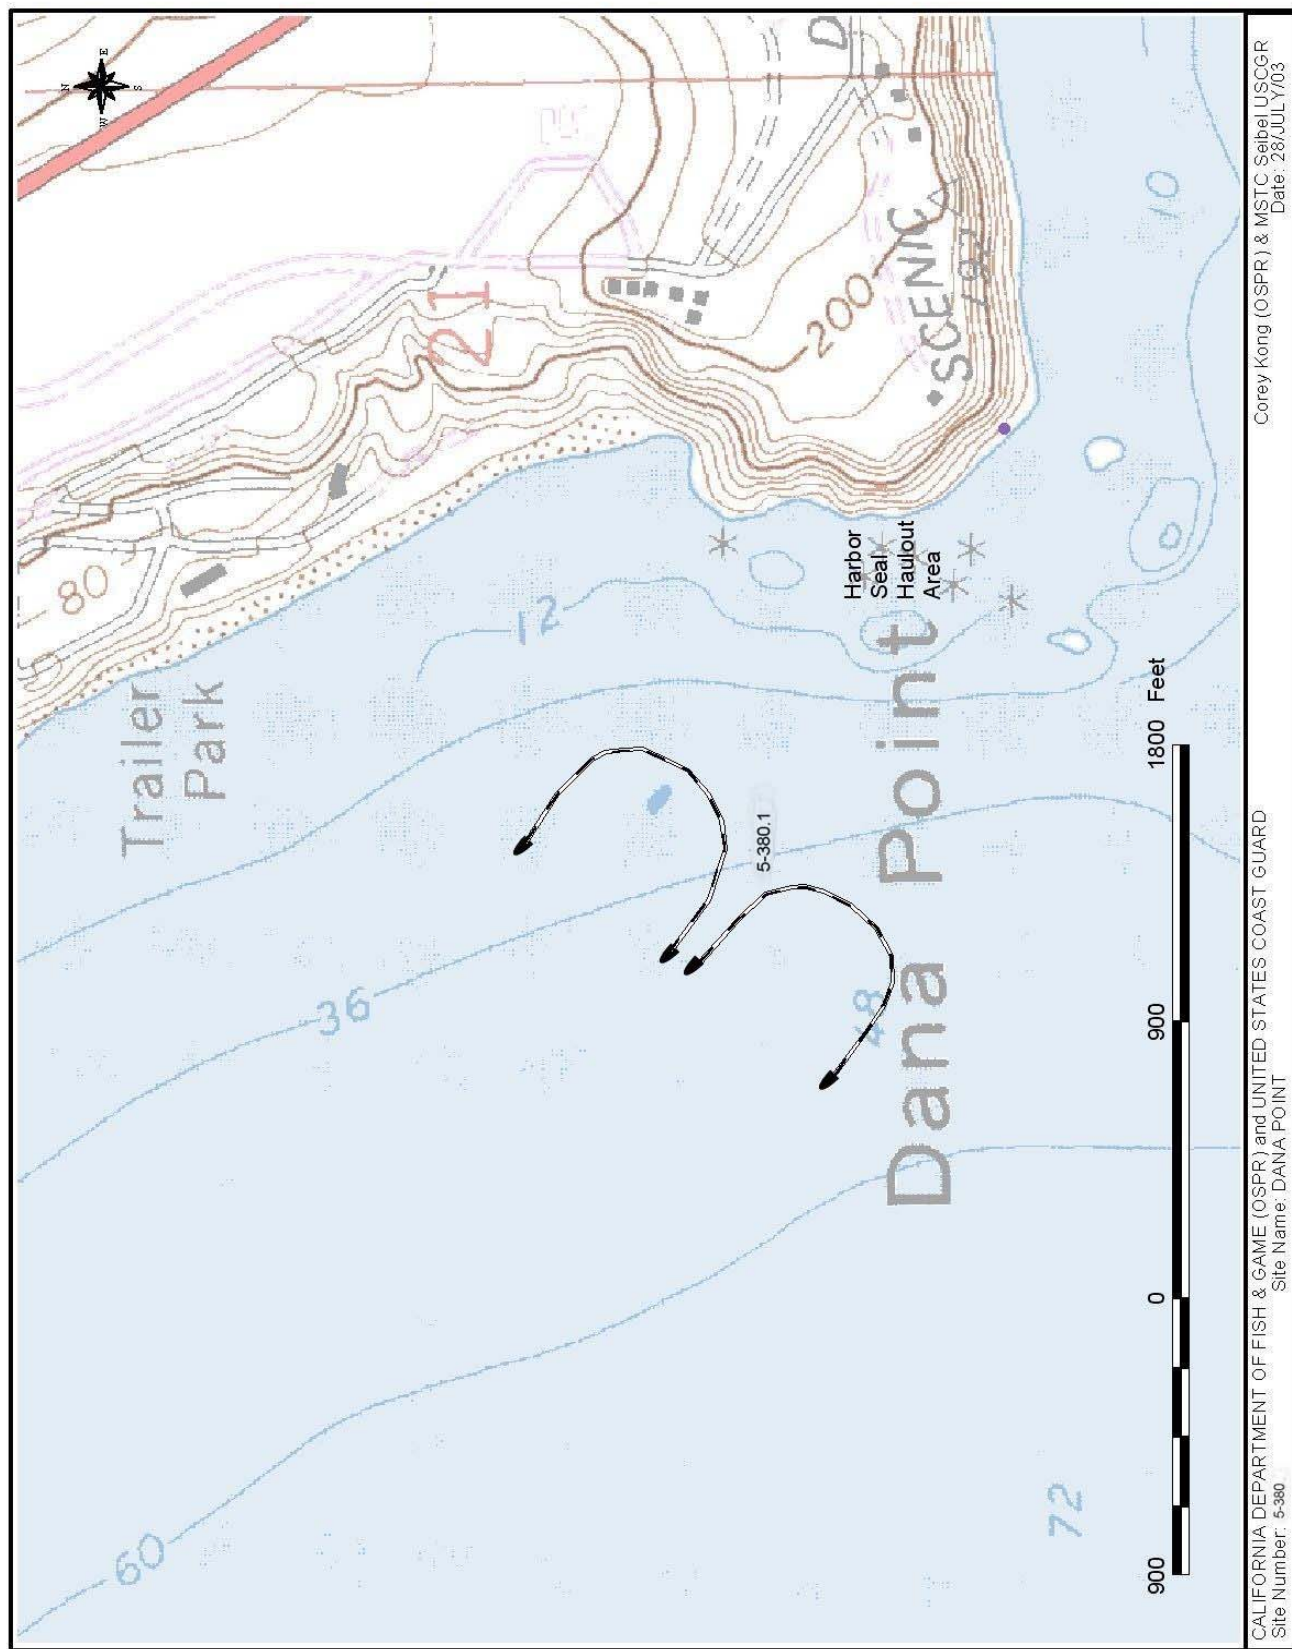 E
N
S
W
80
Trailer
Park
60
36
12
21
5-380.1
200
D
Harbor
Seal
Haulout
Area
48
Dana Point
SCENIC
72
10
900 0 900 1800 Feet
CALIFORNIA DEPARTMENT OF FISH & GAME (OSPR) and UNITED STATES COAST GUARD Corey Kong (OSPR) & MSTC Seibel USCGR
Site Number: 5-380 Site Name: DANA POINT Date: 28/JULY/03